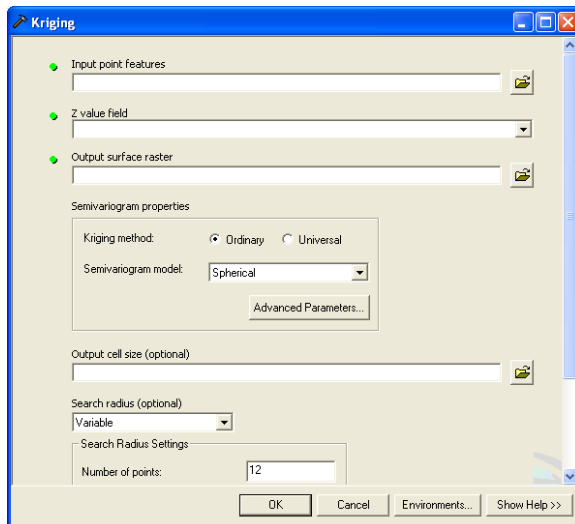 Kriging
Input point features
Z value field
Output surface raster
Semivariogram properties
Kriging method: Ordinary Universal
Semivariogram model: Spherical
Advanced Parameters...
Output cell size (optional)
Search radius (optional)
Variable
Search Radius Settings
Number of points: 12
OK Cancel Environments... Show Help >>